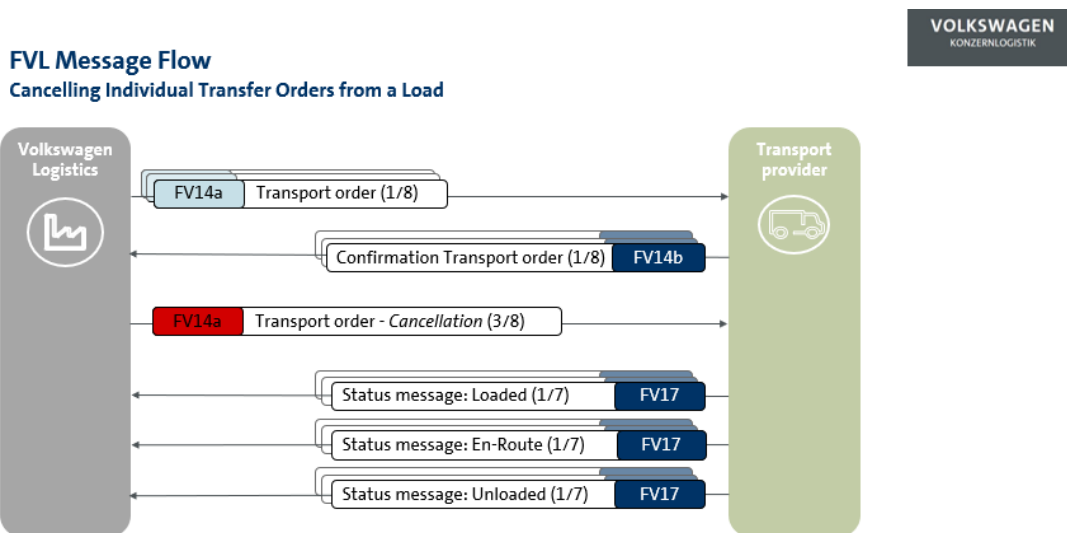 VOLKSWAGEN
KONZERNLOGISTIK
FVL Message Flow
Cancelling Individual Transfer Orders from a Load
Volkswagen
Logistics
Transport
provider
FV14a Transport order (1/8)
Confirmation Transport order (1/8) FV14b
FV14a Transport order - Cancellation (3/8)
Status message: Loaded (1/7) FV17
Status message: En-Route (1/7) FV17
Status message: Unloaded (1/7) FV17